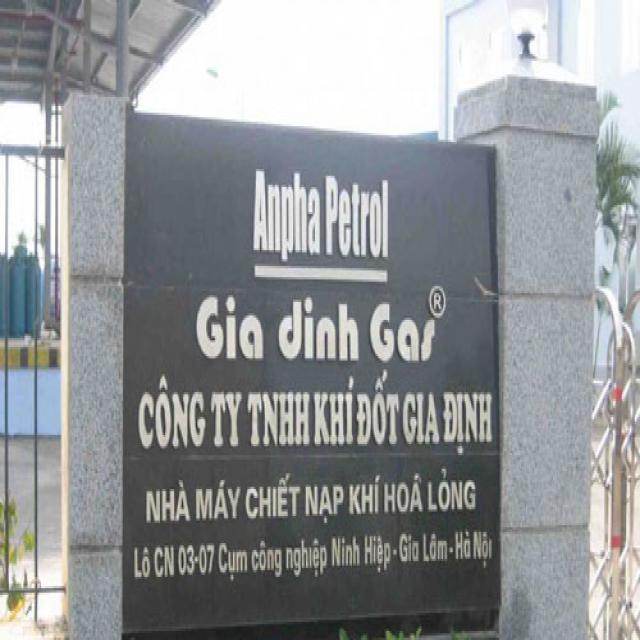 Anpha Petrol
Gia dinh Gas®
CÔNG TY TNHH KHÍ ĐỐT GIA ĐỊNH
NHÀ MÁY CHIẾT NẠP KHÍ HOÁ LỎNG
Lô CN 03-07 Cụm công nghiệp Ninh Hiệp - Gia Lâm - Hà Nội